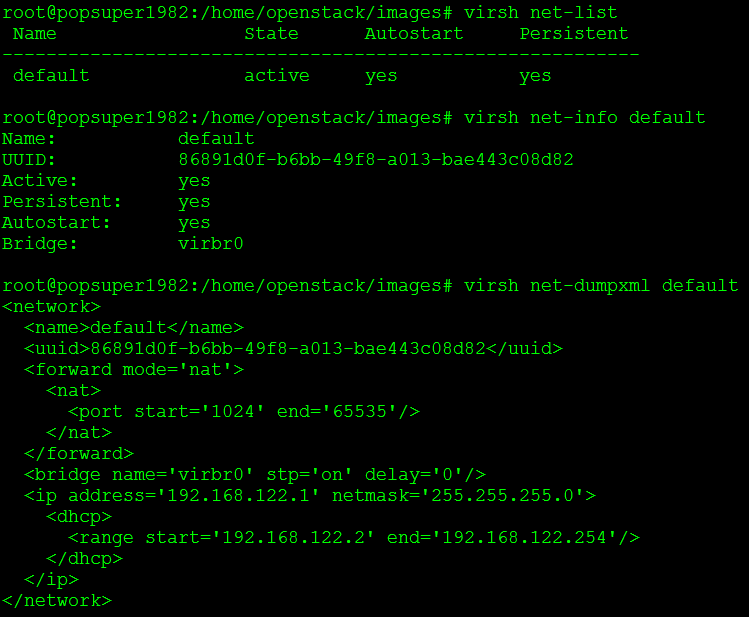 root@popsuper1982:/home/openstack/images# virsh net-list
 Name                 State      Autostart     Persistent
----------------------------------------------------------
 default              active     yes           yes

root@popsuper1982:/home/openstack/images# virsh net-info default
Name:           default
UUID:           86891d0f-b6bb-49f8-a013-bae443c08d82
Active:         yes
Persistent:     yes
Autostart:      yes
Bridge:         virbr0

root@popsuper1982:/home/openstack/images# virsh net-dumpxml default
<network>
  <name>default</name>
  <uuid>86891d0f-b6bb-49f8-a013-bae443c08d82</uuid>
  <forward mode='nat'>
    <nat>
      <port start='1024' end='65535'/>
    </nat>
  </forward>
  <bridge name='virbr0' stp='on' delay='0'/>
  <ip address='192.168.122.1' netmask='255.255.255.0'>
    <dhcp>
      <range start='192.168.122.2' end='192.168.122.254'/>
    </dhcp>
  </ip>
</network>